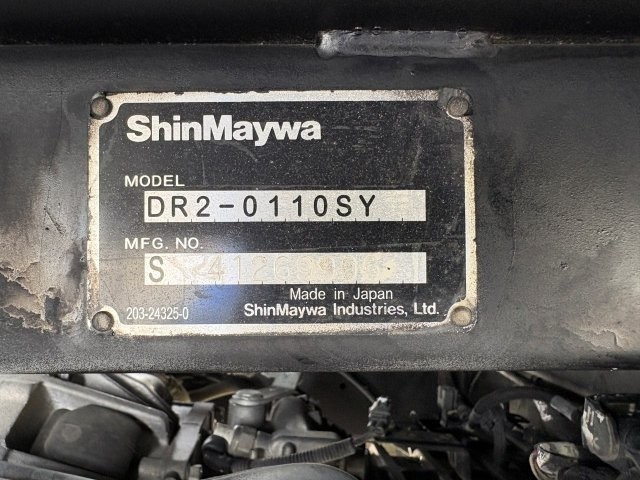 ShinMaywa
MODEL
DR2-0110SY
MFG. NO.
S
Made in Japan
203-24325-0
ShinMaywa Industries, Ltd.